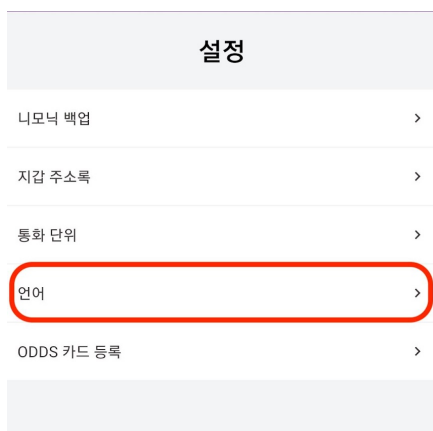 설정
니모닉 백업
지갑 주소록
통화 단위
언어
ODDS 카드 등록